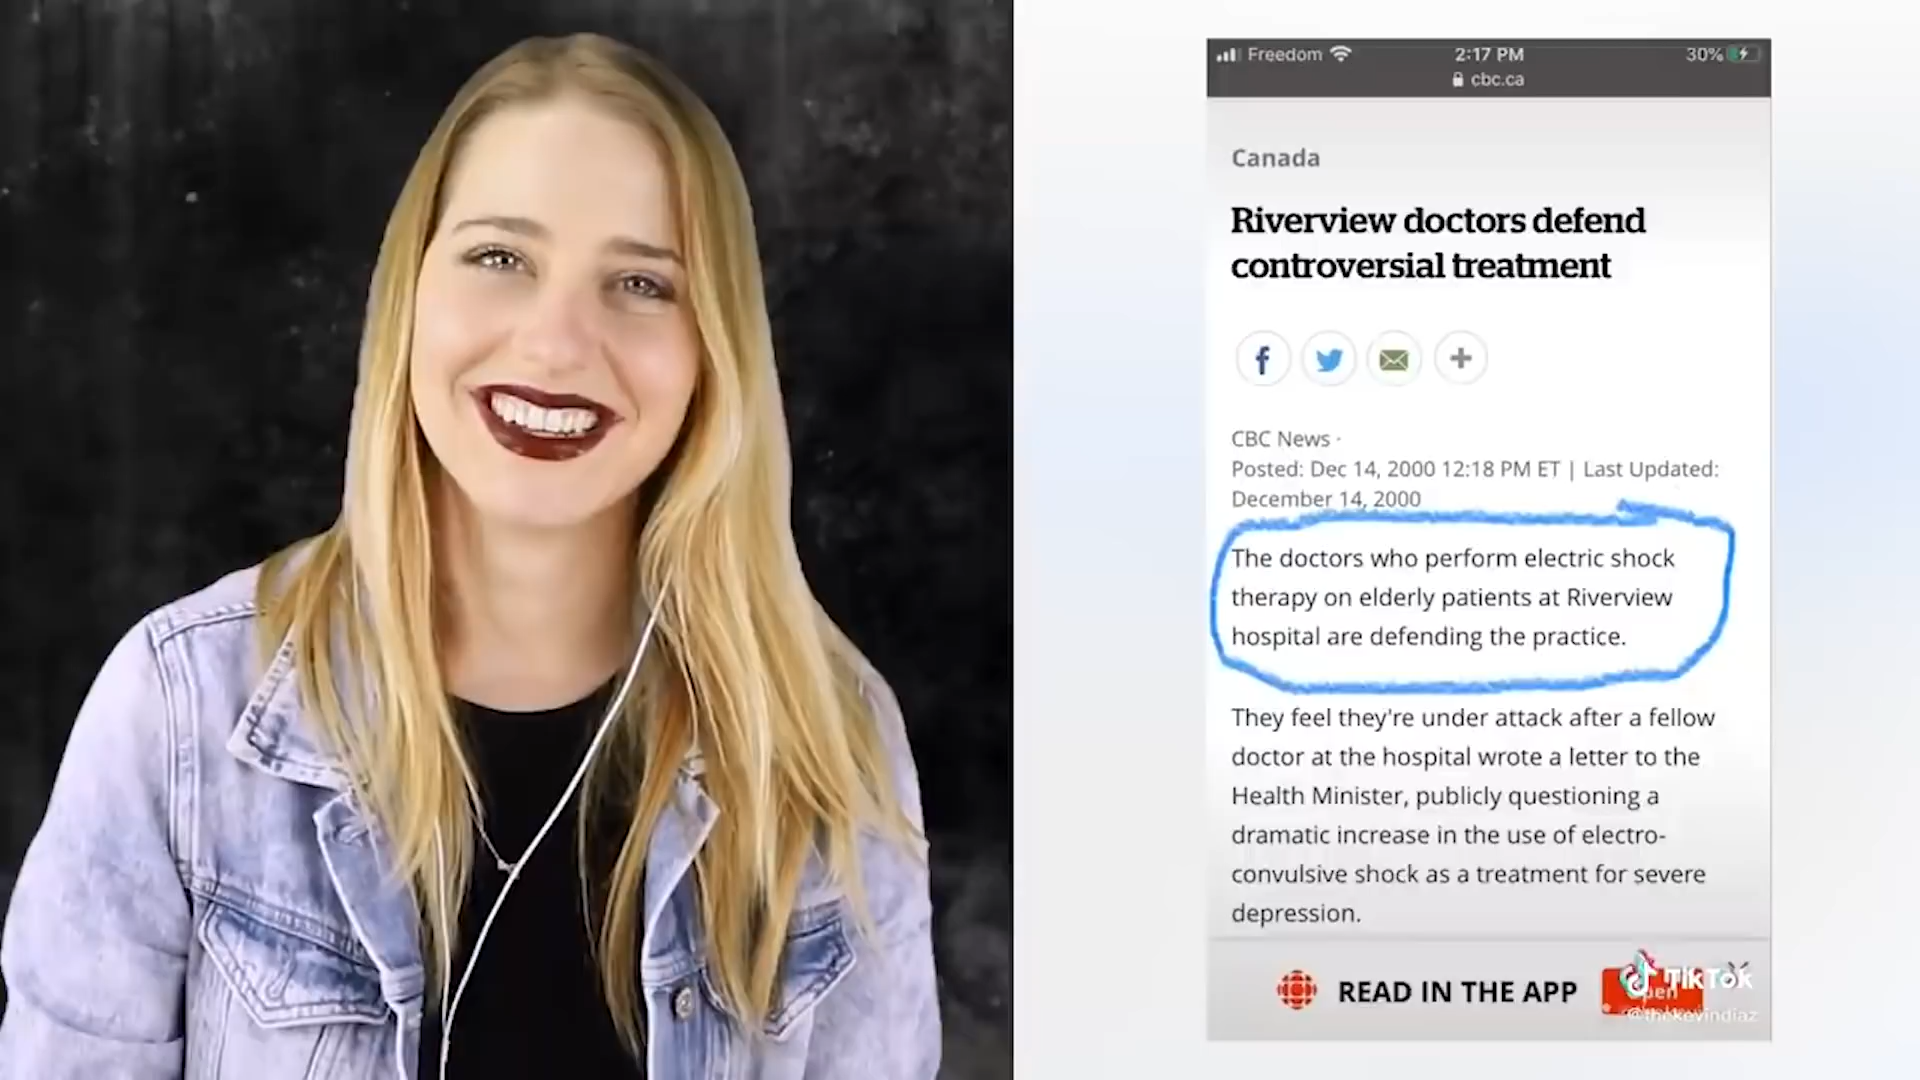 Freedom 2:17 PM 30%
cbc.ca
Canada
Riverview doctors defend
controversial treatment
CBC News ·
Posted: Dec 14, 2000 12:18 PM ET | Last Updated:
December 14, 2000
The doctors who perform electric shock
therapy on elderly patients at Riverview
hospital are defending the practice.
They feel they're under attack after a fellow
doctor at the hospital wrote a letter to the
Health Minister, publicly questioning a
dramatic increase in the use of electro-
convulsive shock as a treatment for severe
depression.
READ IN THE APP
TikTok
@thekevindiaz